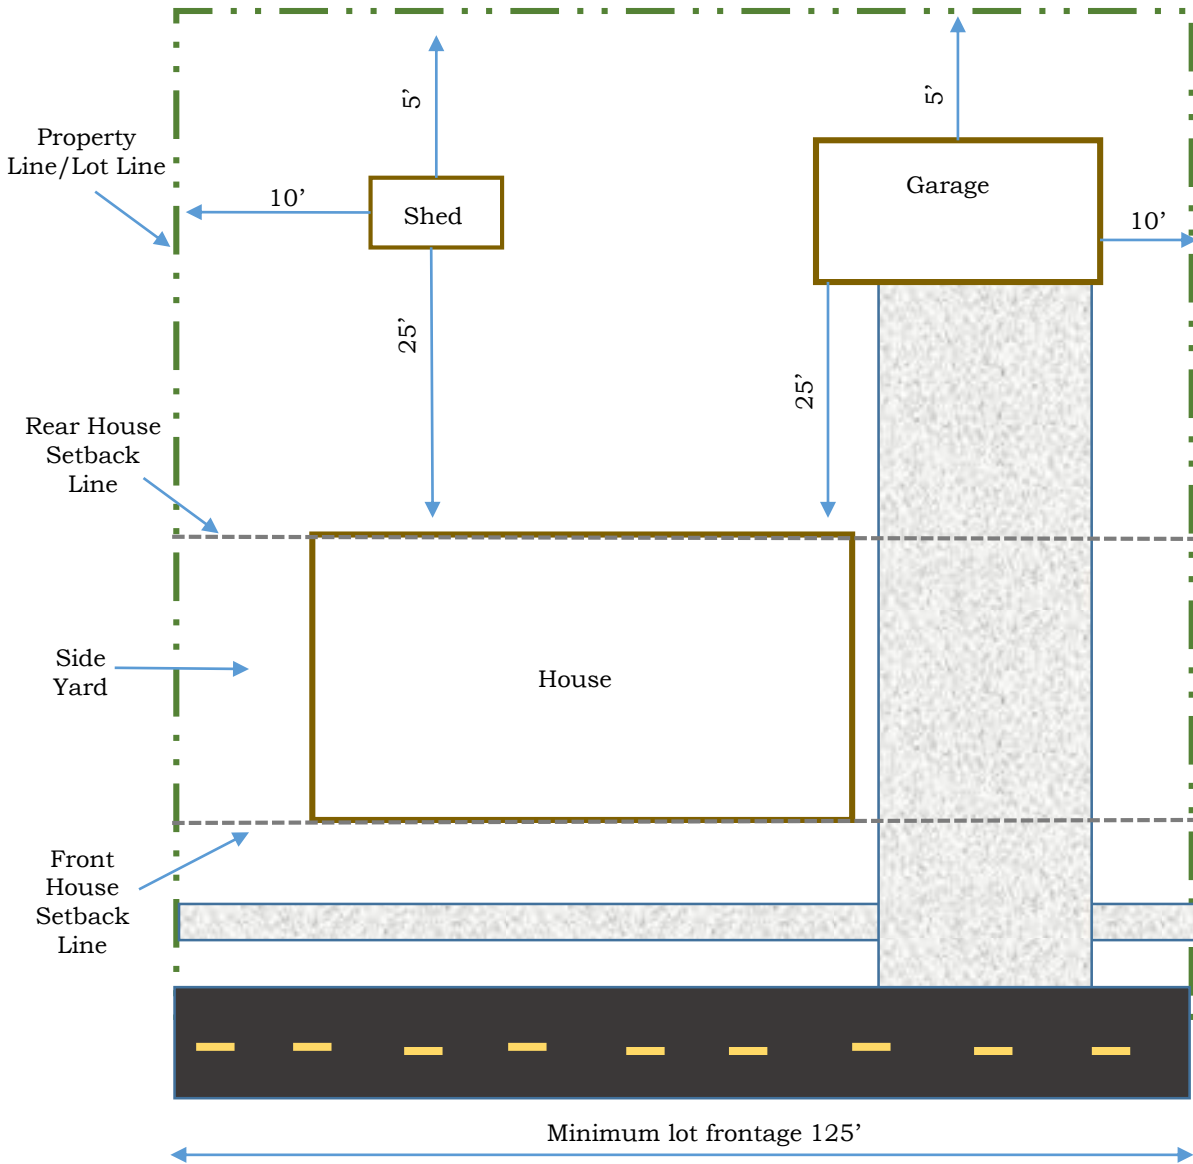 5’
5’
Property
Line/Lot Line
10’
Shed
Garage
10’
25’
25’
Rear House
Setback
Line
Side
Yard
House
Front
House
Setback
Line
Minimum lot frontage 125’